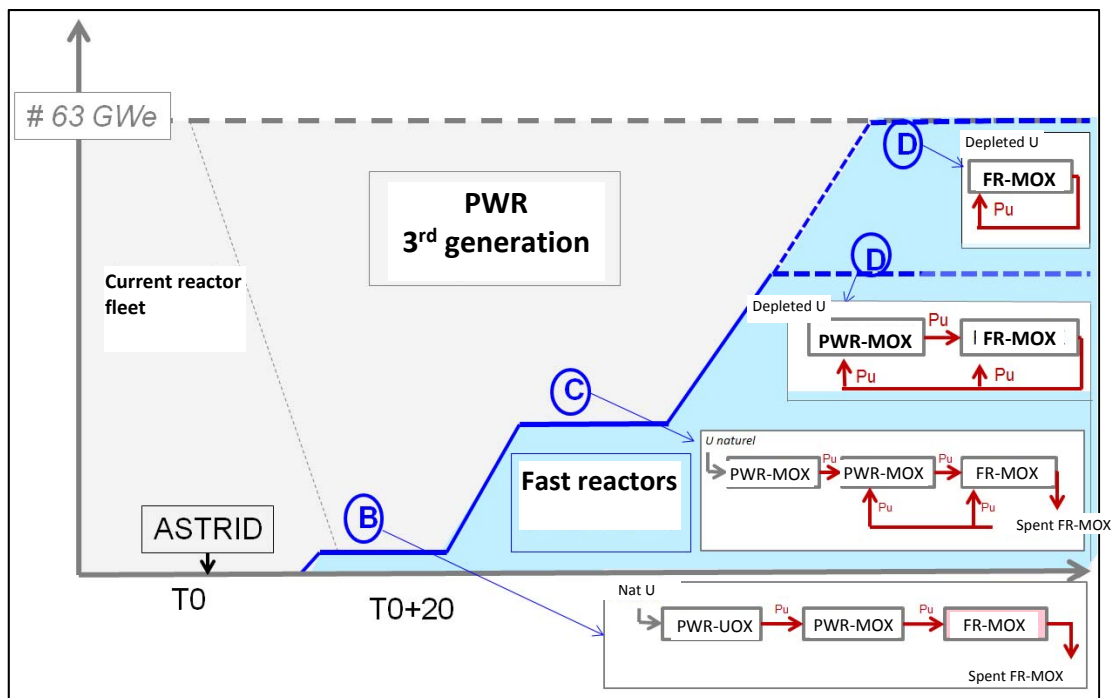 # 63 GWe
PWR
3rd generation
Current reactor
fleet
ASTRID
T0
T0+20
Fast reactors
B
C
D
D
Depleted U
FR-MOX
Pu
Depleted U
PWR-MOX
Pu
FR-MOX
Pu
Pu
U naturel
PWR-MOX
Pu
PWR-MOX
Pu
FR-MOX
Pu
Pu
Spent FR-MOX
Nat U
PWR-UOX
Pu
PWR-MOX
Pu
FR-MOX
Spent FR-MOX